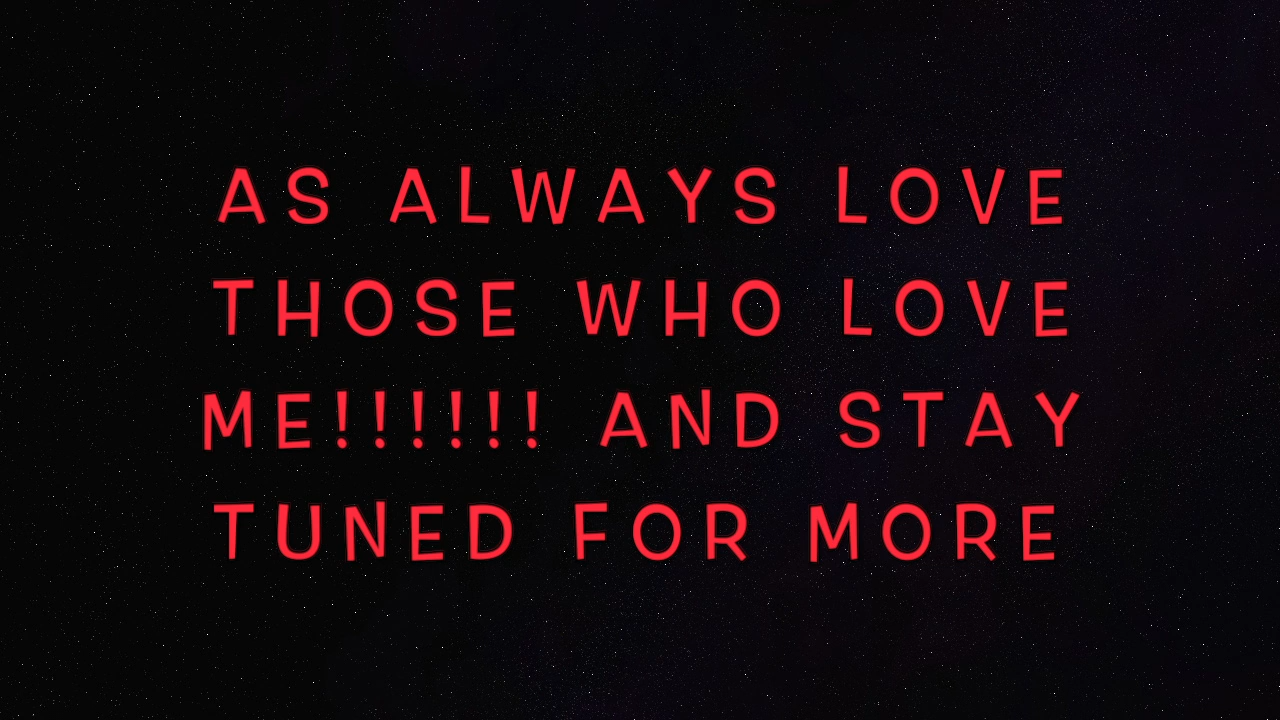 AS ALWAYS LOVE
THOSE WHO LOVE
ME!!!!!! AND STAY
TUNED FOR MORE